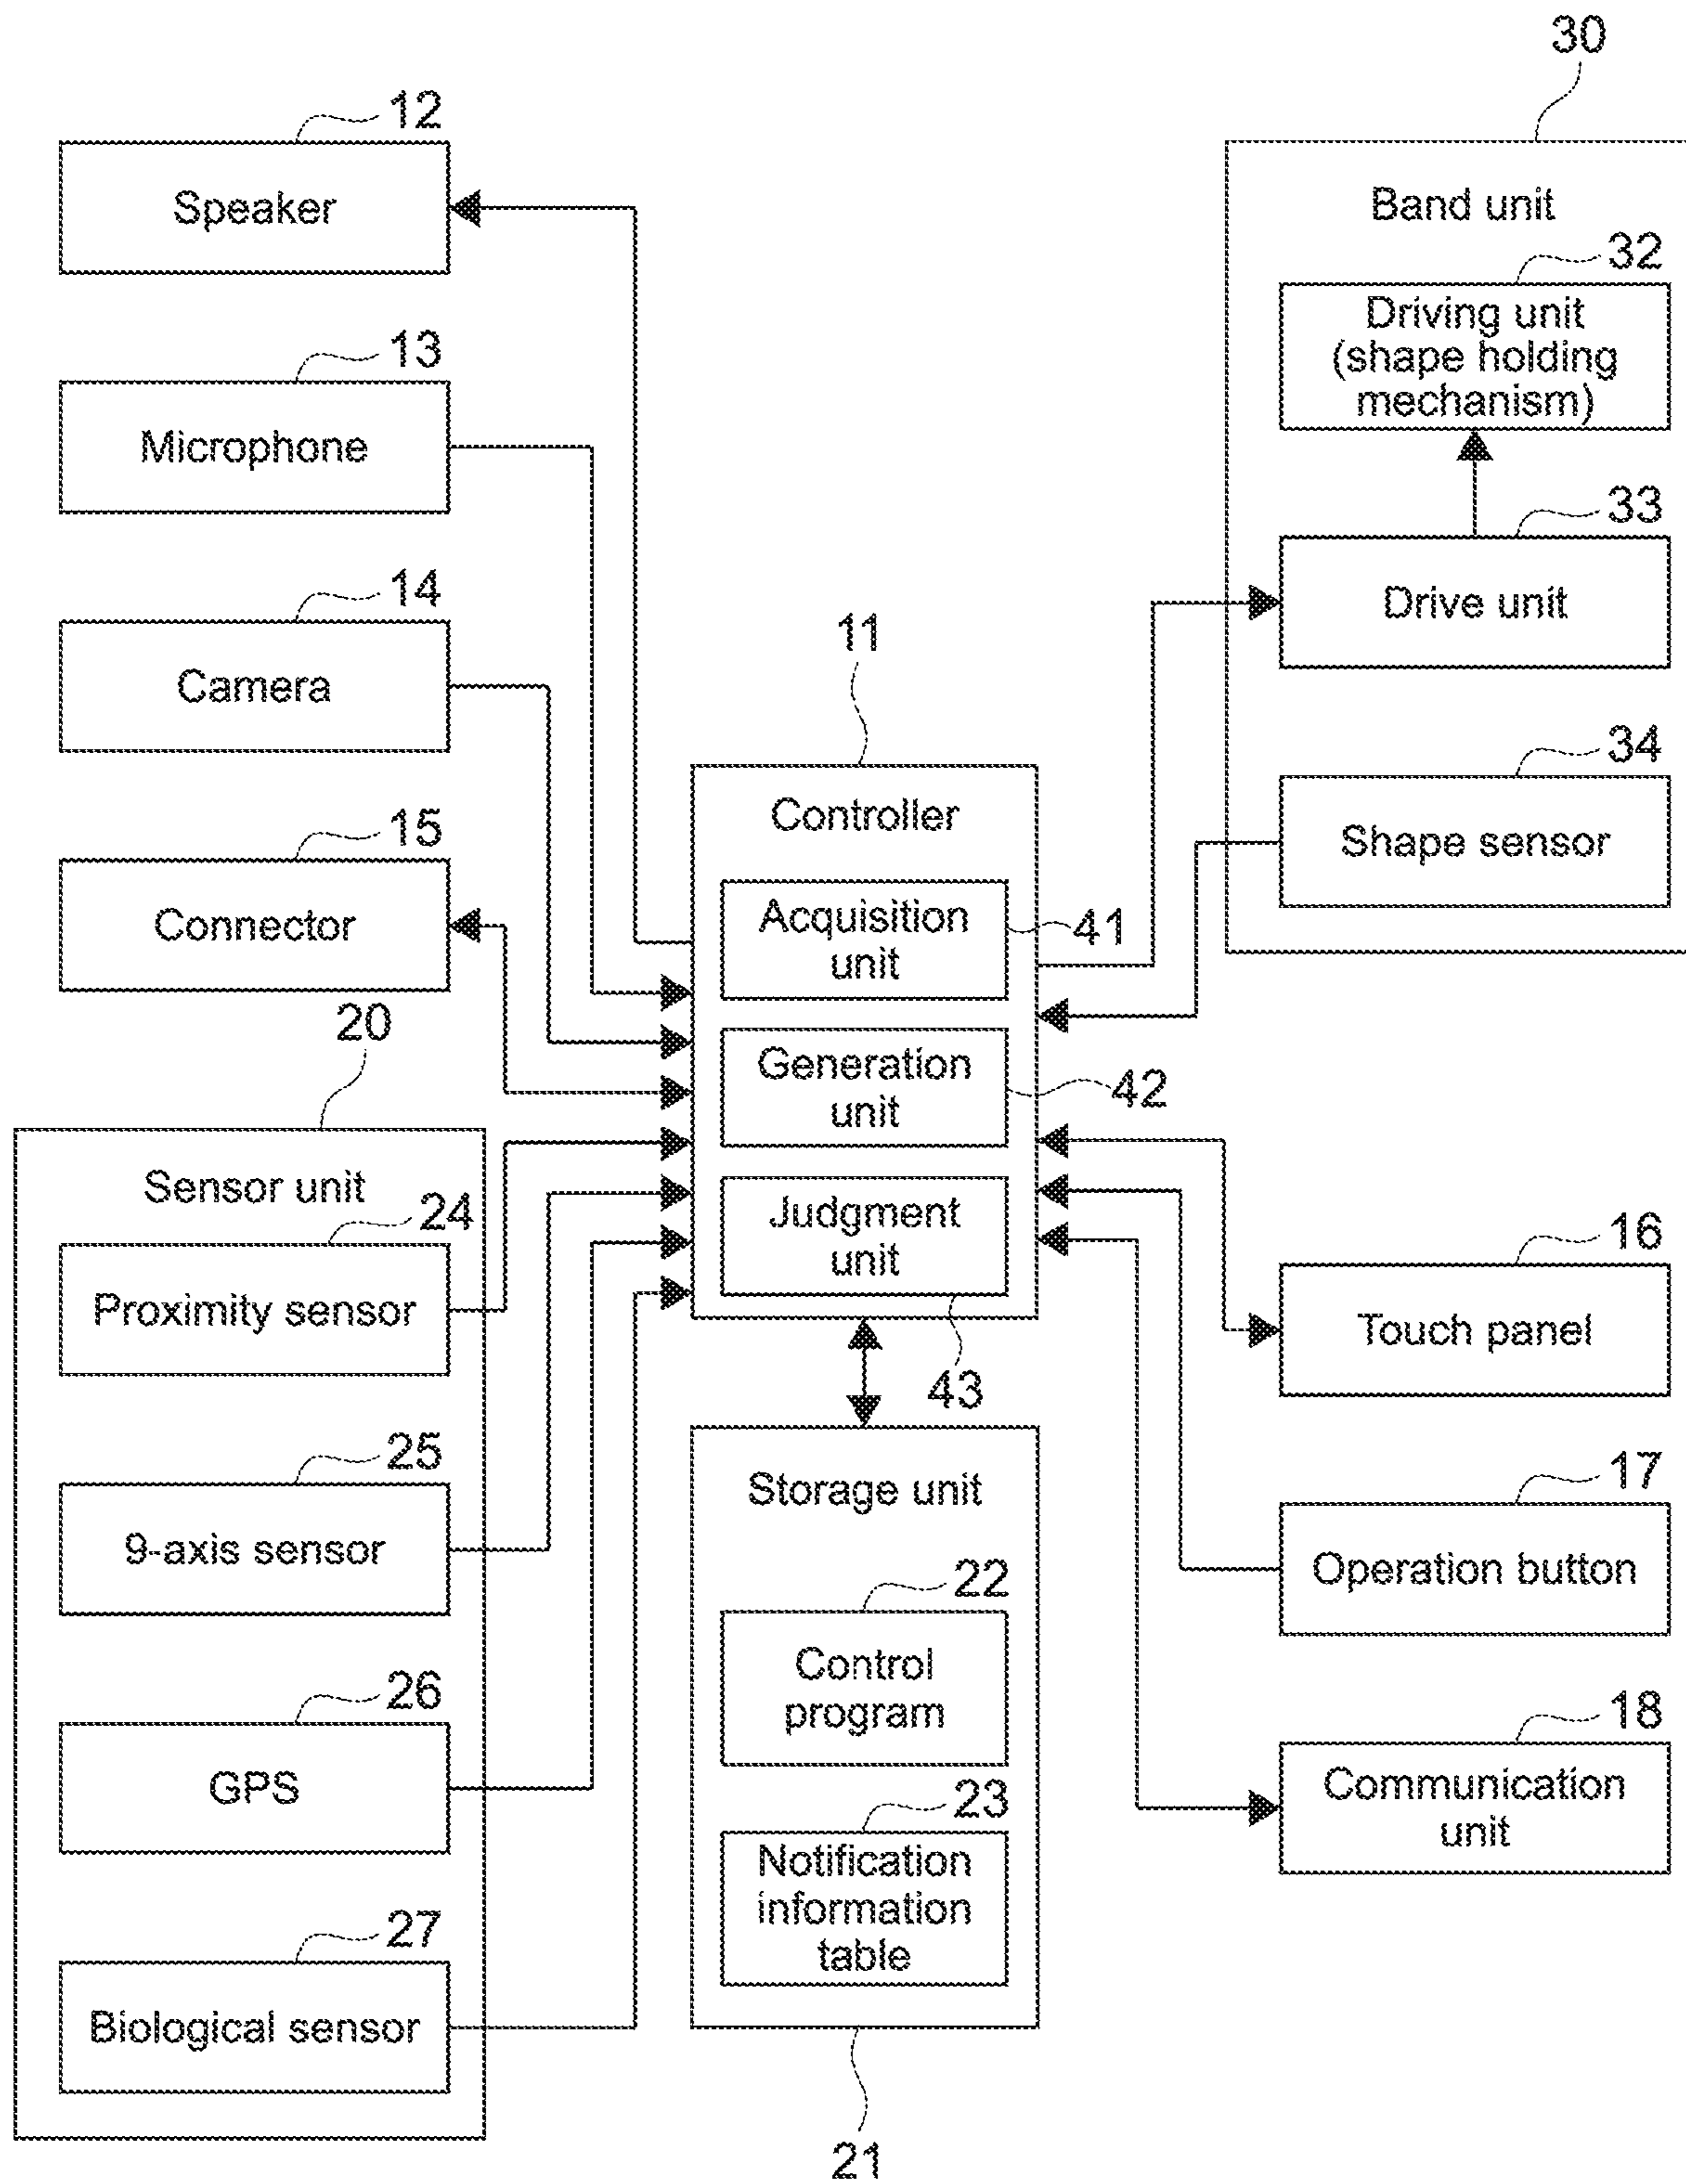 12
Speaker
13
Microphone
14
Camera
15
Connector
20
Sensor unit
24
Proximity sensor
25
9-axis sensor
26
GPS
27
Biological sensor
11
Controller
Acquisition
unit
41
Generation
unit
42
Judgment
unit
43
Storage unit
22
Control
program
23
Notification
information
table
21
30
Band unit
32
Driving unit
(shape holding
mechanism)
33
Drive unit
34
Shape sensor
16
Touch panel
17
Operation button
18
Communication
unit